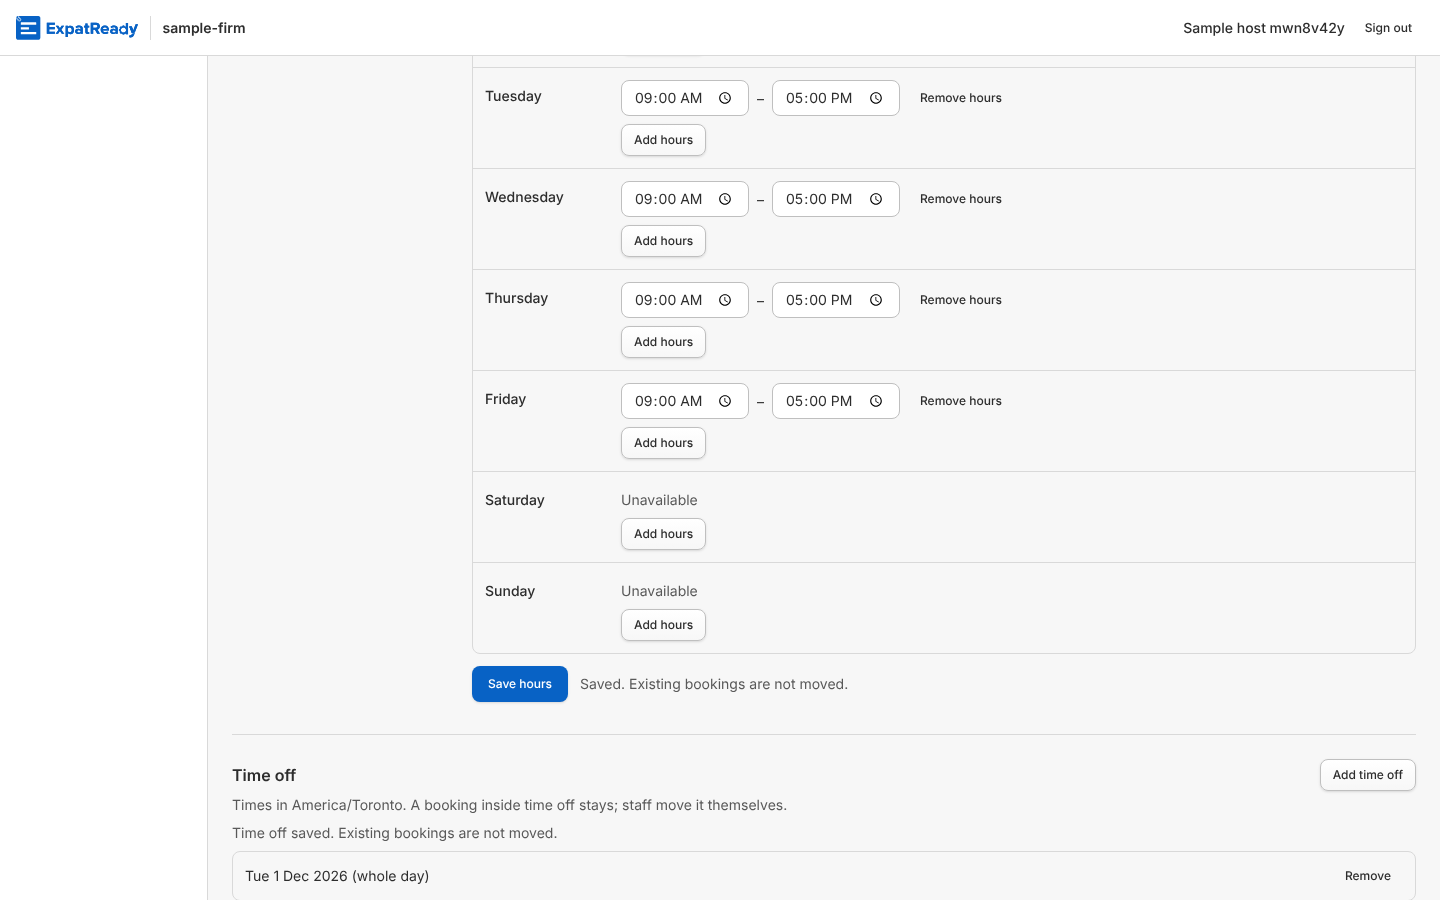 ExpatReady
sample-firm
Sample host mwn8v42y
Sign out
Tuesday
09:00 AM – 05:00 PM
Remove hours
Add hours
Wednesday
09:00 AM – 05:00 PM
Remove hours
Add hours
Thursday
09:00 AM – 05:00 PM
Remove hours
Add hours
Friday
09:00 AM – 05:00 PM
Remove hours
Add hours
Saturday
Unavailable
Add hours
Sunday
Unavailable
Add hours
Save hours
Saved. Existing bookings are not moved.
Time off
Add time off
Times in America/Toronto. A booking inside time off stays; staff move it themselves.
Time off saved. Existing bookings are not moved.
Tue 1 Dec 2026 (whole day)
Remove